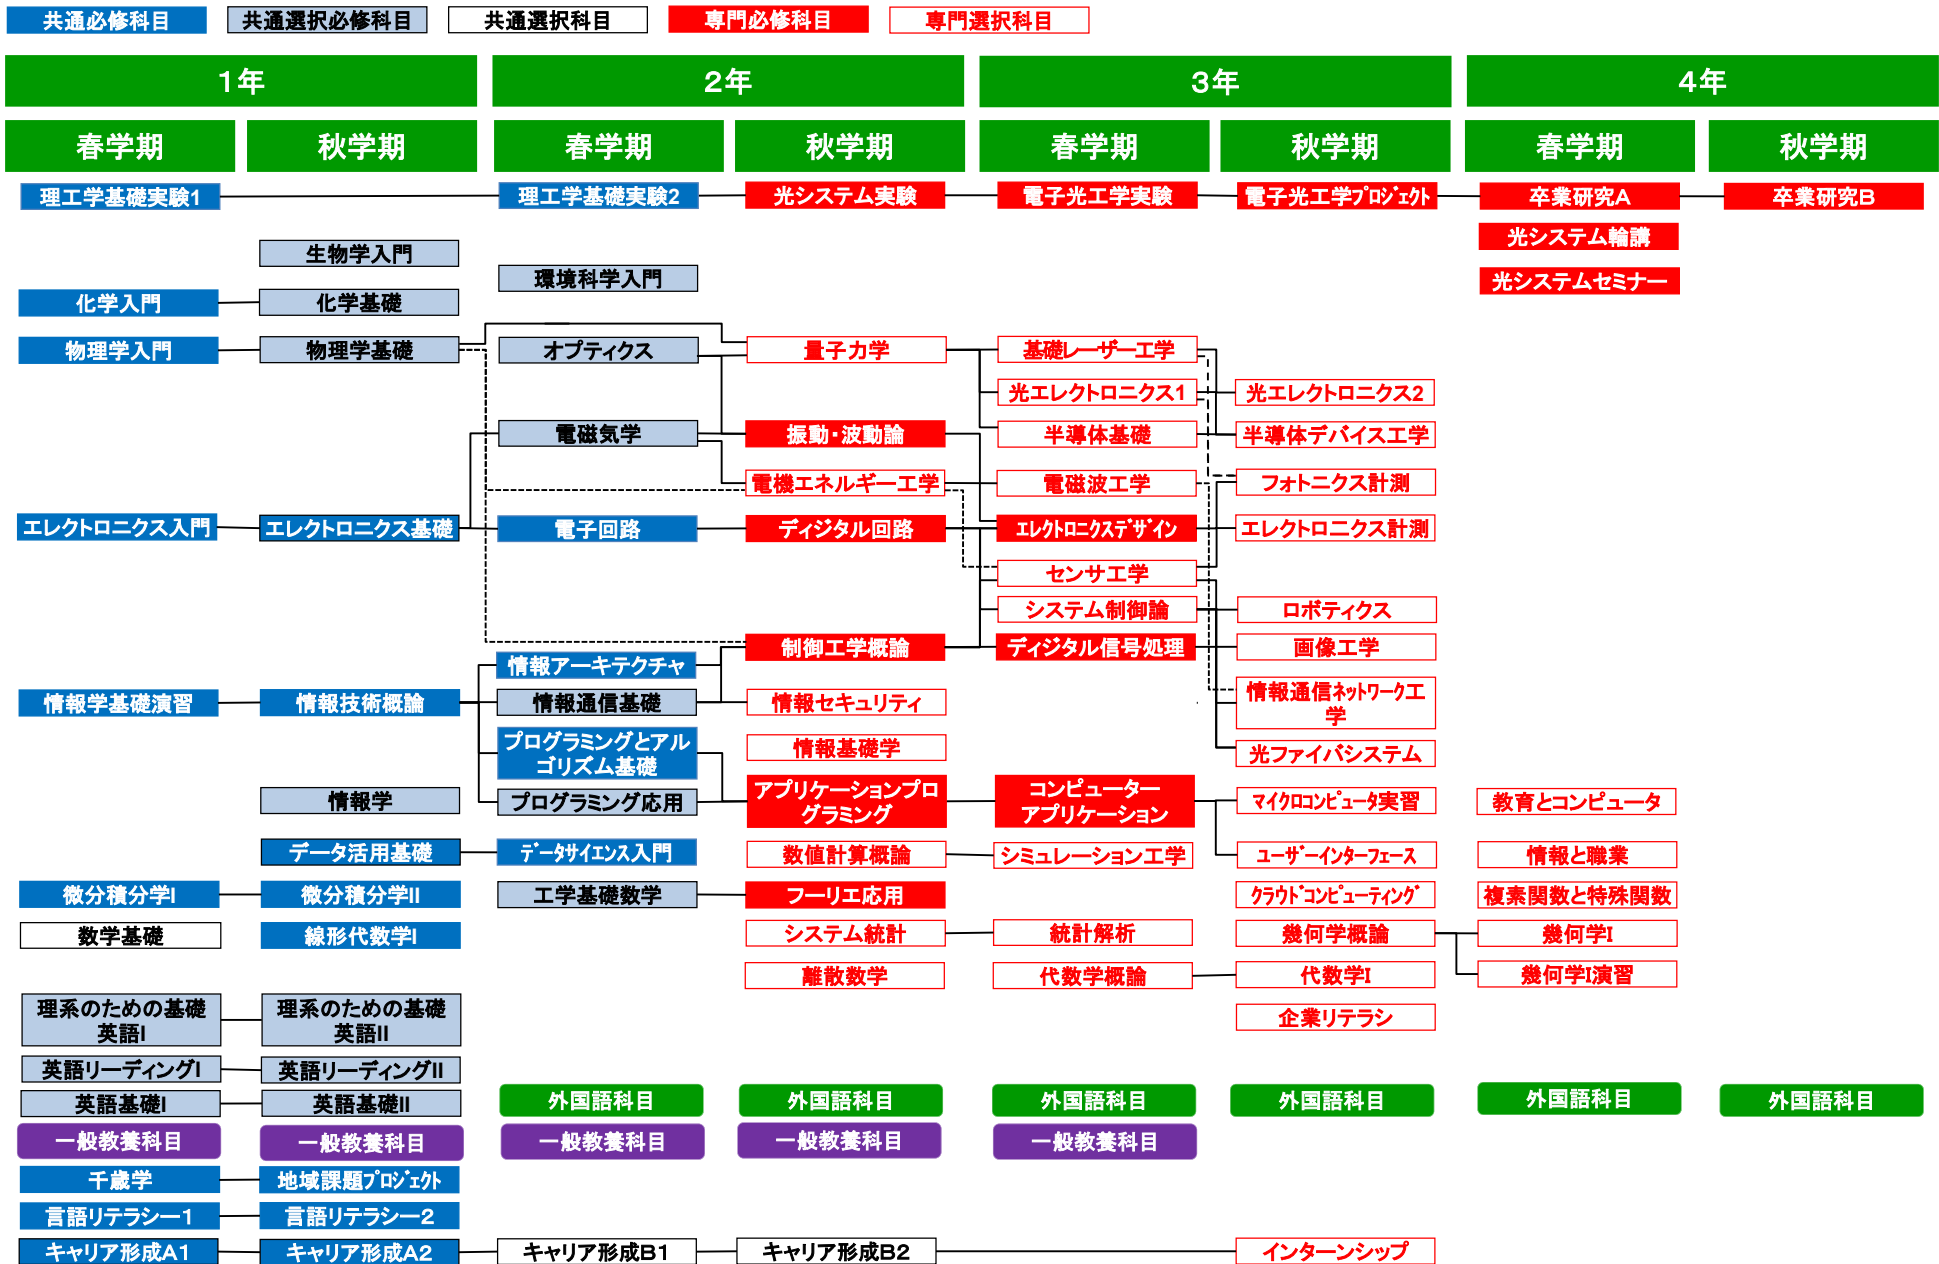 共通必修科目
共通選択必修科目
共通選択科目
専門必修科目
専門選択科目
1年
2年
3年
4年
春学期
秋学期
春学期
秋学期
春学期
秋学期
春学期
秋学期
理工学基礎実験1
理工学基礎実験2
光システム実験
電子光工学実験
電子光工学プロジェクト
卒業研究A
卒業研究B
光システム輪講
生物学入門
環境科学入門
光システムセミナー
化学入門
化学基礎
物理学入門
物理学基礎
オプティクス
量子力学
基礎レーザー工学
光エレクトロニクス1
光エレクトロニクス2
電磁気学
振動・波動論
半導体基礎
半導体デバイス工学
電機エネルギー工学
電磁波工学
フォトニクス計測
エレクトロニクス入門
エレクトロニクス基礎
電子回路
ディジタル回路
エレクトロニクスデザイン
エレクトロニクス計測
センサ工学
システム制御論
ロボティクス
制御工学概論
ディジタル信号処理
画像工学
情報アーキテクチャ
情報学基礎演習
情報技術概論
情報通信基礎
情報セキュリティ
情報通信ネットワーク工
学
プログラミングとアル
ゴリズム基礎
情報基礎学
光ファイバシステム
情報学
プログラミング応用
アプリケーションプロ
グラミング
コンピューター
アプリケーション
マイクロコンピュータ実習
教育とコンピュータ
データ活用基礎
データサイエンス入門
数値計算概論
シミュレーション工学
ユーザーインターフェース
情報と職業
微分積分学I
微分積分学II
工学基礎数学
フーリエ応用
クラウドコンピューティング
複素関数と特殊関数
数学基礎
線形代数学I
システム統計
統計解析
幾何学概論
幾何学I
離散数学
代数学概論
代数学I
幾何学I演習
理系のための基礎
英語I
理系のための基礎
英語II
企業リテラシ
英語リーディングI
英語リーディングII
英語基礎I
英語基礎II
外国語科目
外国語科目
外国語科目
外国語科目
外国語科目
外国語科目
一般教養科目
一般教養科目
一般教養科目
一般教養科目
一般教養科目
千歳学
地域課題プロジェクト
言語リテラシー1
言語リテラシー2
キャリア形成A1
キャリア形成A2
キャリア形成B1
キャリア形成B2
インターンシップ